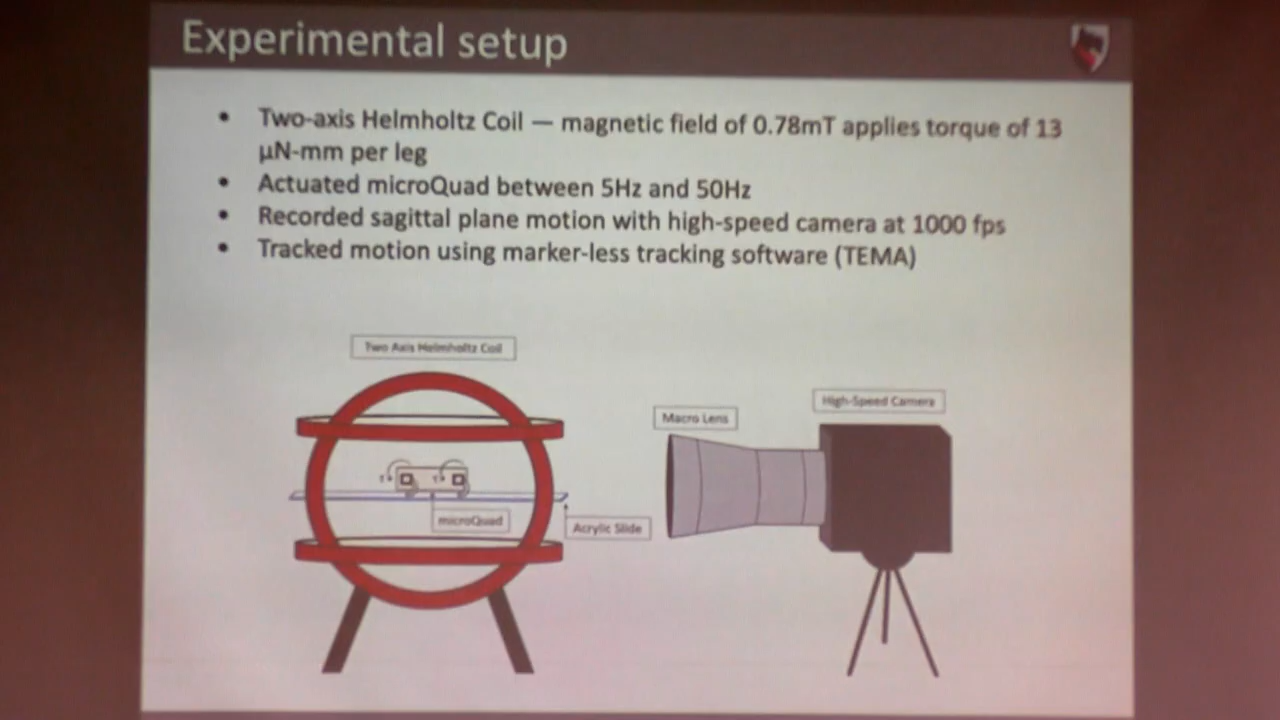 Experimental setup
• Two-axis Helmholtz Coil — magnetic field of 0.78mT applies torque of 13
µN-mm per leg
• Actuated microQuad between 5Hz and 50Hz
• Recorded sagittal plane motion with high-speed camera at 1000 fps
• Tracked motion using marker-less tracking software (TEMA)
Two Axis Helmholtz Coil
High-Speed Camera
Macro Lens
microQuad
Acrylic Slide